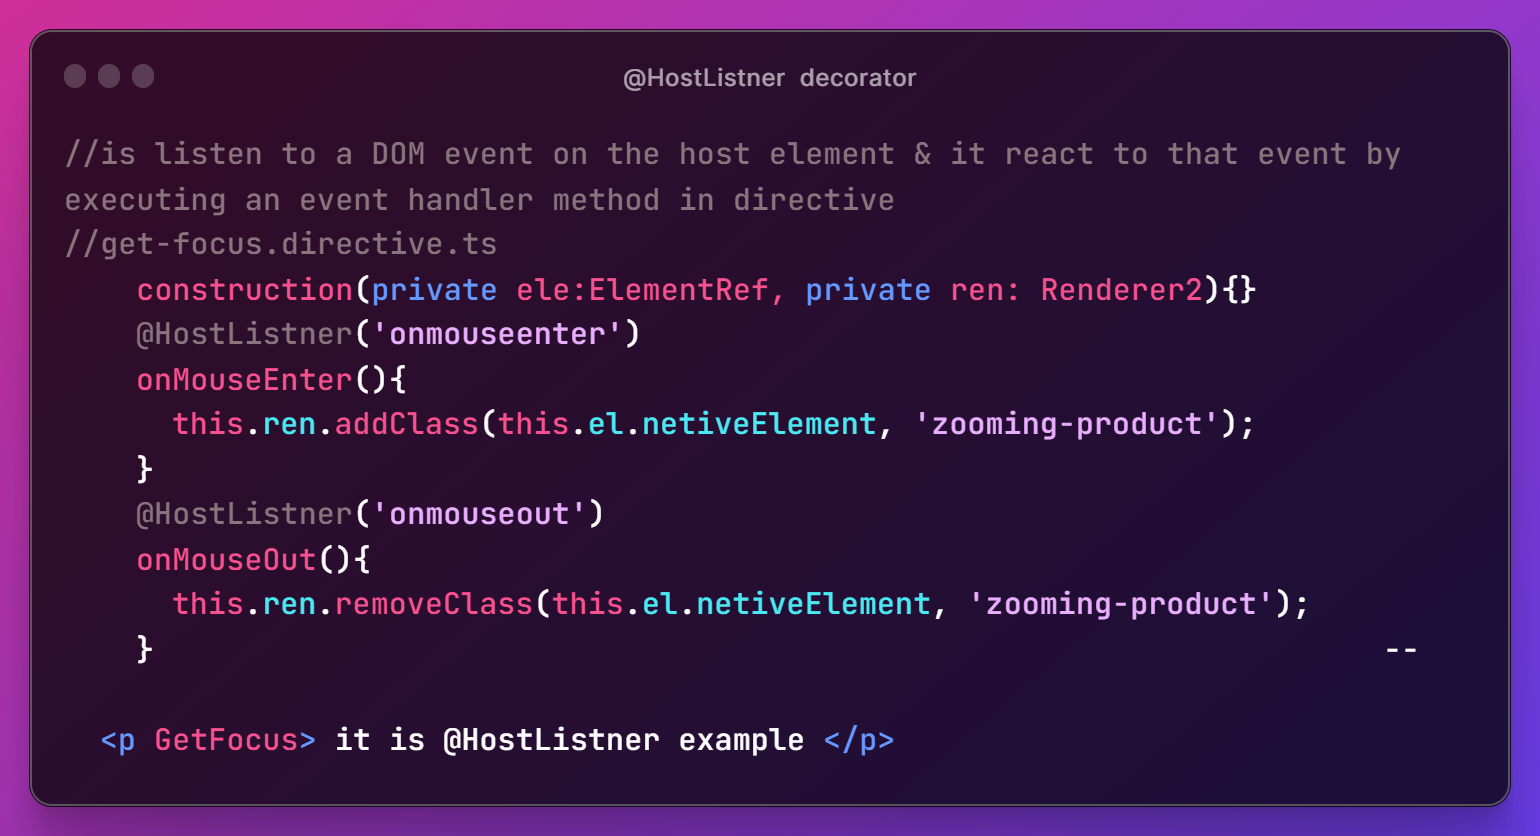 @HostListner decorator
//is listen to a DOM event on the host element & it react to that event by
executing an event handler method in directive
//get-focus.directive.ts
construction(private ele:ElementRef, private ren: Renderer2){}
@HostListner('onmouseenter')
onMouseEnter(){
this.ren.addClass(this.el.netiveElement, 'zooming-product');
}
@HostListner('onmouseout')
onMouseOut(){
this.ren.removeClass(this.el.netiveElement, 'zooming-product');
} --
<p GetFocus> it is @HostListner example </p>